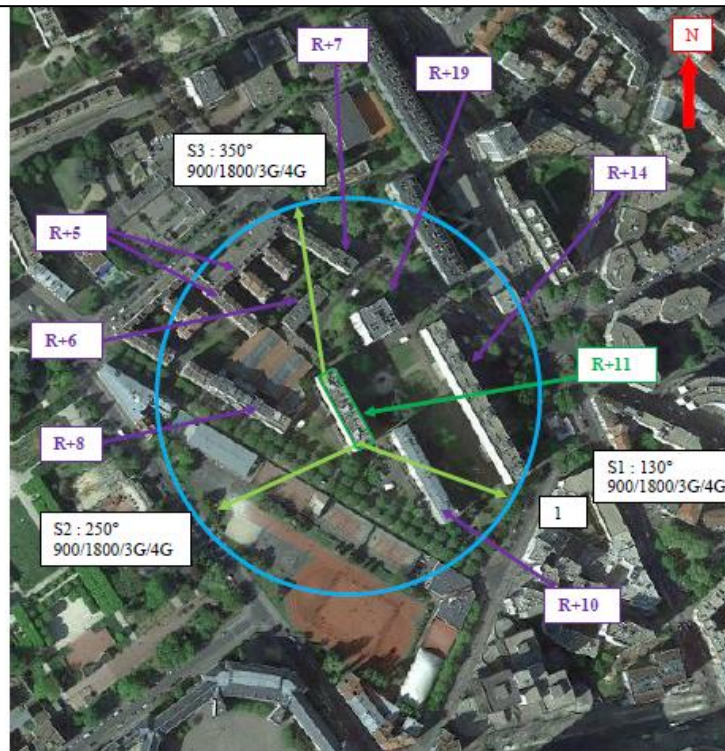 R+7
N
R+19
S3 : 350°
900/1800/3G/4G
R+14
R+5
R+6
R+11
R+8
S1 : 130°
900/1800/3G/4G
1
S2 : 250°
900/1800/3G/4G
R+10